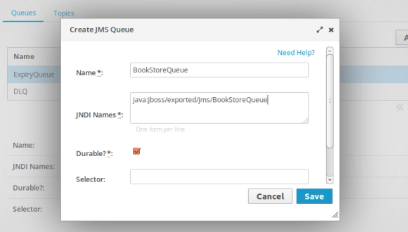 Queues Topics
Create JMS Queue
Need Help?
Name
Name *:
BookStoreQueue
ExpiryQueue
DLQ
JNDI Names *:
java:jboss/exported/jms/BookStoreQueue
One item per line
Name:
Durable? *:
JNDI Names:
Selector:
Durable?:
Cancel Save
Selector: